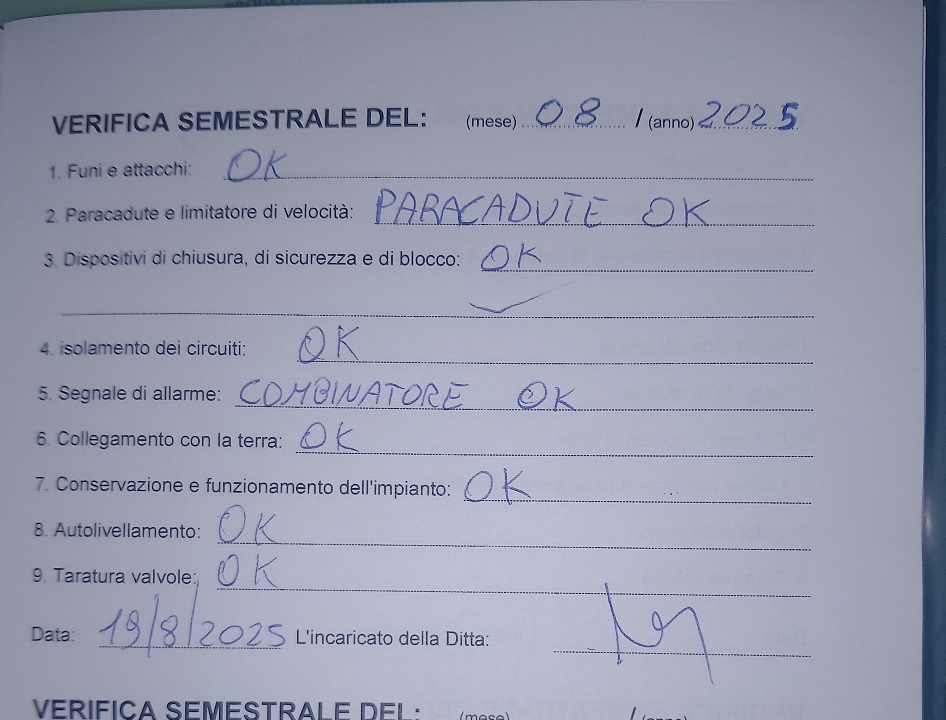 VERIFICA SEMESTRALE DEL: (mese) 08 / (anno) 2025
1. Funi e attacchi: OK
2. Paracadute e limitatore di velocità: PARACADUTE OK
3. Dispositivi di chiusura, di sicurezza e di blocco: OK
4. isolamento dei circuiti: OK
5. Segnale di allarme: COMBINATORE OK
6. Collegamento con la terra: OK
7. Conservazione e funzionamento dell'impianto: OK
8. Autolivellamento: OK
9. Taratura valvole: OK
Data: 19/8/2025 L'incaricato della Ditta:
VERIFICA SEMESTRALE DEL: (mese) / (anno)